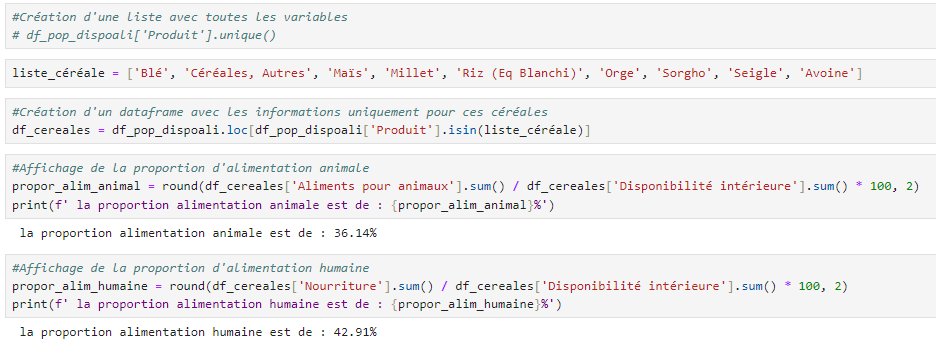 #Création d'une liste avec toutes les variables
# df_pop_dispoali['Produit'].unique()
liste_céréale = ['Blé', 'Céréales, Autres', 'Maïs', 'Millet', 'Riz (Eq Blanchi)', 'Orge', 'Sorgho', 'Seigle', 'Avoine']
#Création d'un dataframe avec les informations uniquement pour ces céréales
df_cereales = df_pop_dispoali.loc[df_pop_dispoali['Produit'].isin(liste_céréale)]
#Affichage de la proportion d'alimentation animale
propor_alim_animal = round(df_cereales['Aliments pour animaux'].sum() / df_cereales['Disponibilité intérieure'].sum() * 100, 2)
print(f' la proportion alimentation animale est de : {propor_alim_animal}%')
la proportion alimentation animale est de : 36.14%
#Affichage de la proportion d'alimentation humaine
propor_alim_humaine = round(df_cereales['Nourriture'].sum() / df_cereales['Disponibilité intérieure'].sum() * 100, 2)
print(f' la proportion alimentation humaine est de : {propor_alim_humaine}%')
la proportion alimentation humaine est de : 42.91%